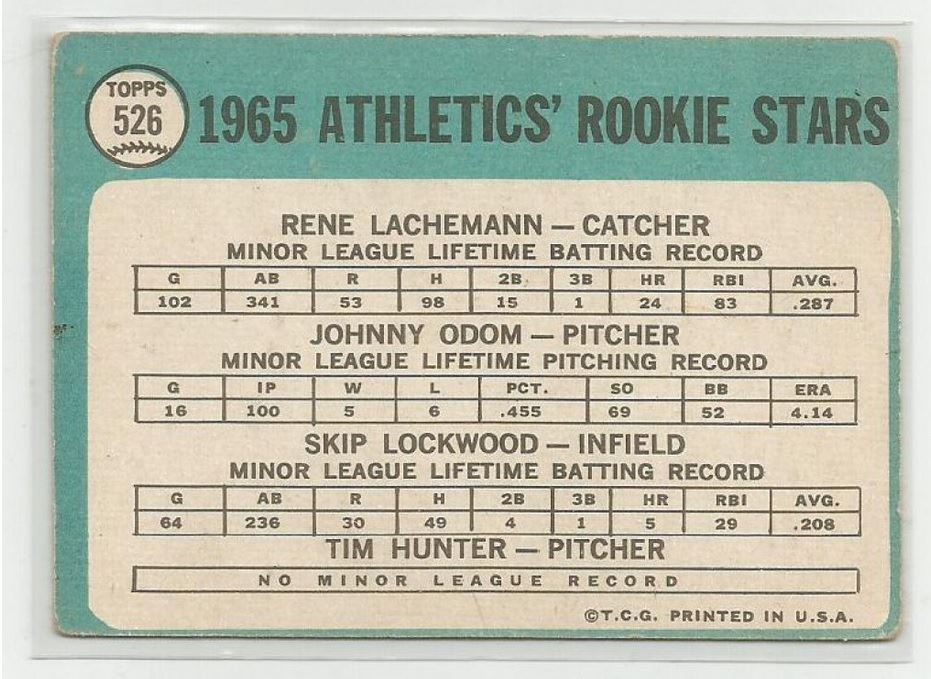 TOPPS
526
1965 ATHLETICS' ROOKIE STARS
RENE LACHEMANN — CATCHER
MINOR LEAGUE LIFETIME BATTING RECORD
G AB R H 2B 3B HR RBI AVG.
102 341 53 98 15 1 24 83 .287
JOHNNY ODOM — PITCHER
MINOR LEAGUE LIFETIME PITCHING RECORD
G IP W L PCT. SO BB ERA
16 100 5 6 .455 69 52 4.14
SKIP LOCKWOOD — INFIELD
MINOR LEAGUE LIFETIME BATTING RECORD
G AB R H 2B 3B HR RBI AVG.
64 236 30 49 4 1 5 29 .208
TIM HUNTER — PITCHER
NO MINOR LEAGUE RECORD
©T.C.G. PRINTED IN U.S.A.